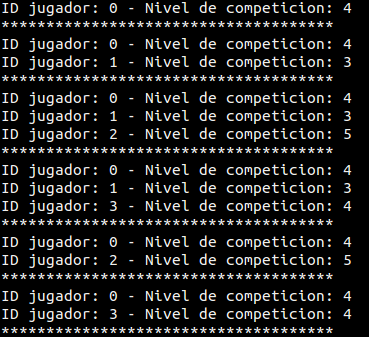 ID jugador: 0 - Nivel de competicion: 4
*************************************
ID jugador: 0 - Nivel de competicion: 4
ID jugador: 1 - Nivel de competicion: 3
*************************************
ID jugador: 0 - Nivel de competicion: 4
ID jugador: 1 - Nivel de competicion: 3
ID jugador: 2 - Nivel de competicion: 5
*************************************
ID jugador: 0 - Nivel de competicion: 4
ID jugador: 1 - Nivel de competicion: 3
ID jugador: 3 - Nivel de competicion: 4
*************************************
ID jugador: 0 - Nivel de competicion: 4
ID jugador: 2 - Nivel de competicion: 5
*************************************
ID jugador: 0 - Nivel de competicion: 4
ID jugador: 3 - Nivel de competicion: 4
*************************************